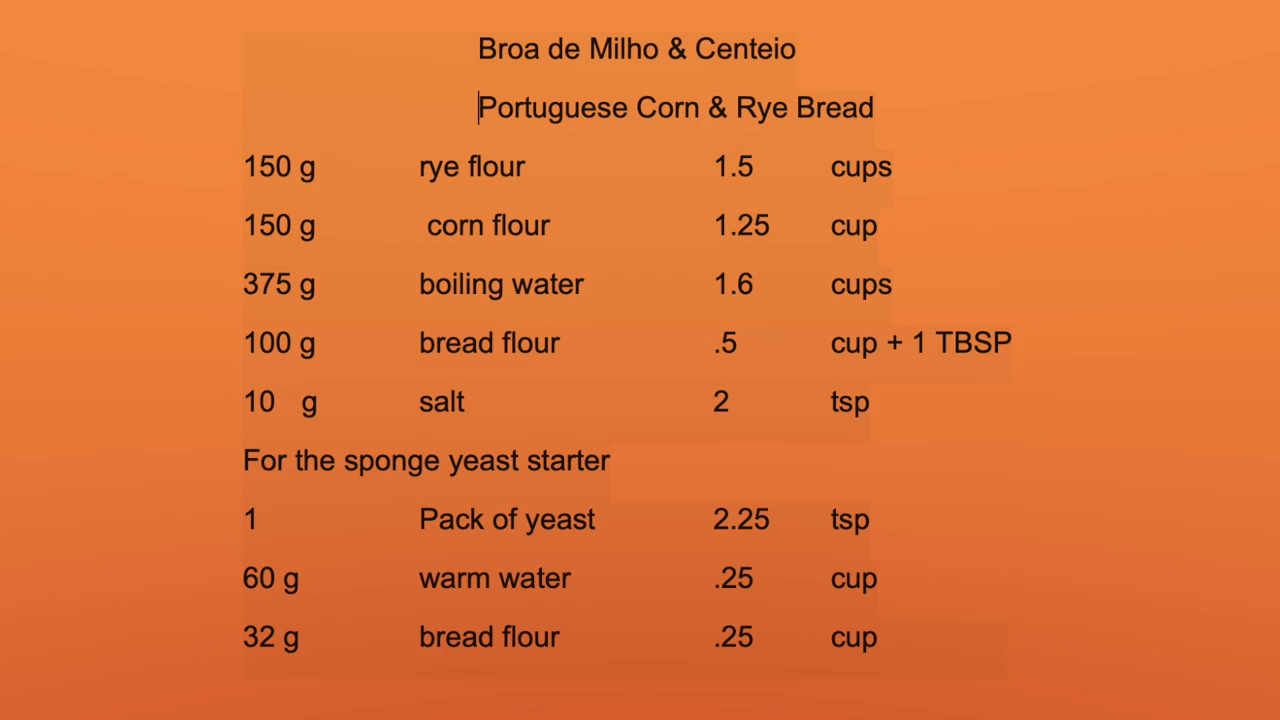 Broa de Milho & Centeio
Portuguese Corn & Rye Bread
150 g rye flour 1.5 cups
150 g corn flour 1.25 cup
375 g boiling water 1.6 cups
100 g bread flour .5 cup + 1 TBSP
10 g salt 2 tsp
For the sponge yeast starter
1 Pack of yeast 2.25 tsp
60 g warm water .25 cup
32 g bread flour .25 cup